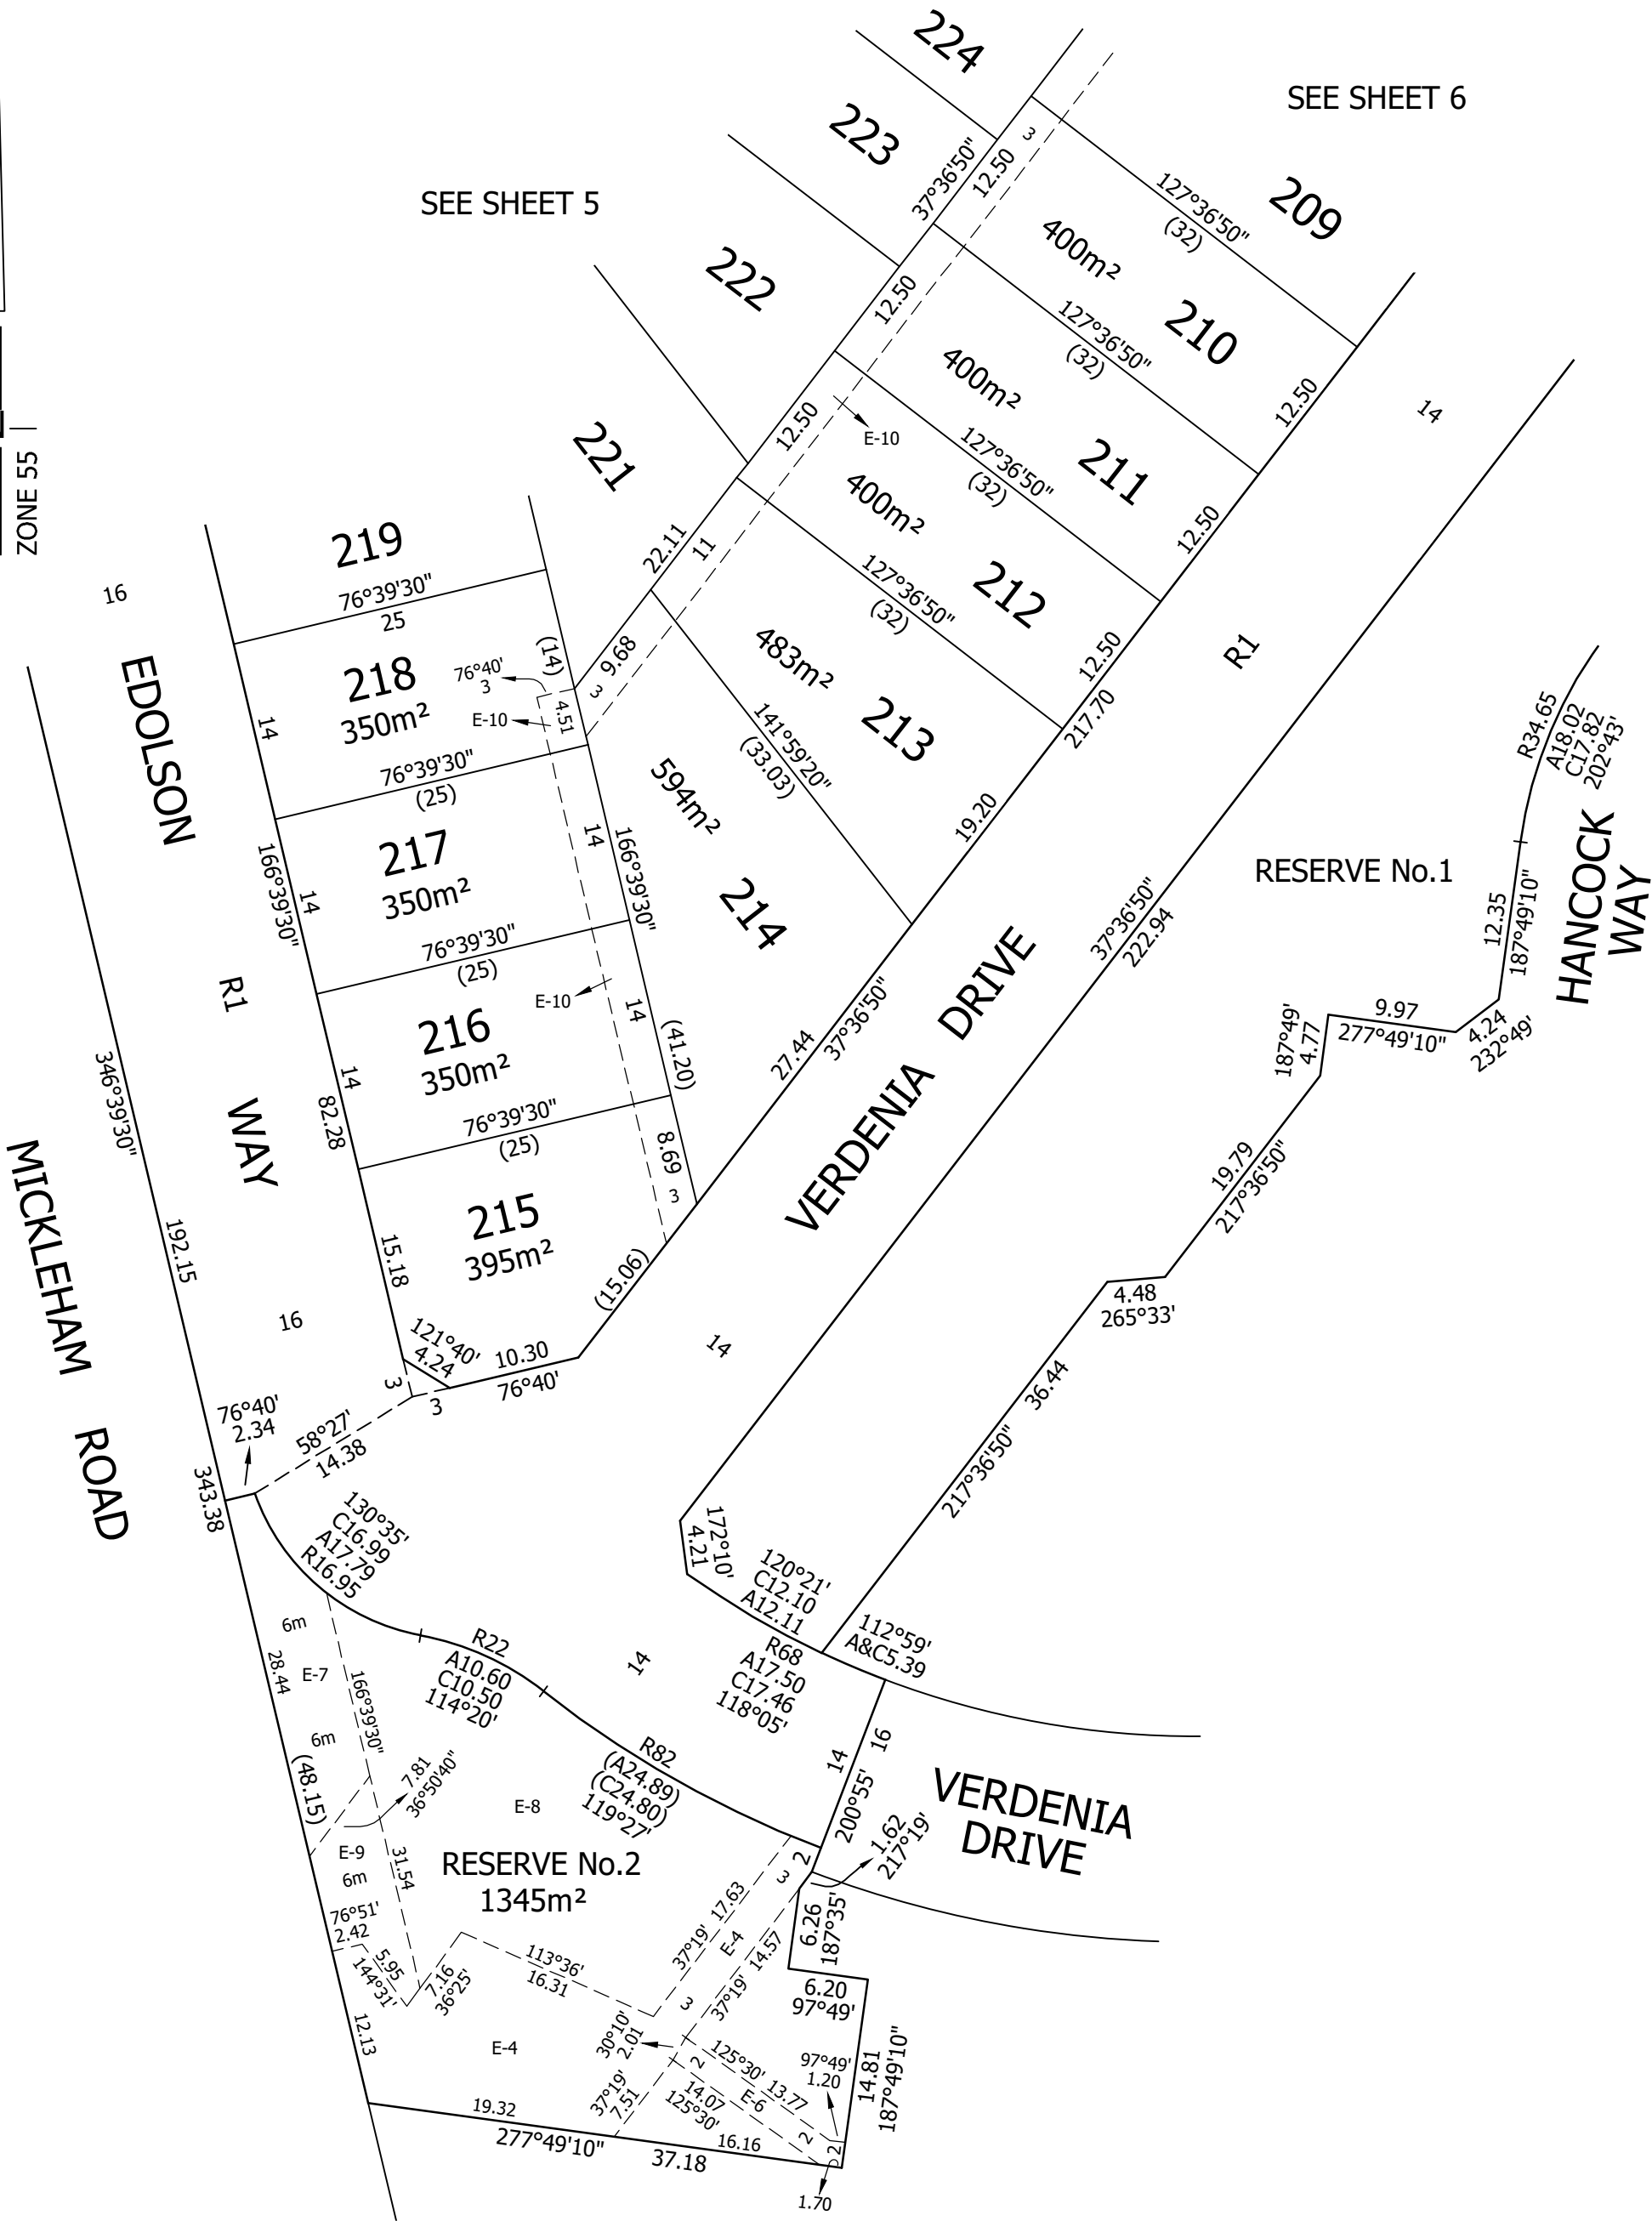 224
SEE SHEET 6
223
3
37°36'50"
12.50
127°36'50"
(32)
209
SEE SHEET 5
222
400m²
210
12.50
127°36'50"
(32)
400m²
211
12.50
E-10
127°36'50"
(32)
12.50
14
221
400m²
212
12.50
ZONE 55
22.11
11
127°36'50"
(32)
12.50
R1
219
76°39'30"
25
16
(14)
9.68
3
483m²
213
217.70
218
350m²
76°40'
3
E-10
4.51
14
EDOLSON
141°59'20"
(33.03)
19.20
R34.65
A18.02
C17.82
202°43'
76°39'30"
(25)
594m²
214
217
350m²
14
166°39'30"
14
166°39'30"
RESERVE No.1
HANCOCK
WAY
12.35
187°49'10"
76°39'30"
(25)
37°36'50"
222.94
VERDENIA DRIVE
R1
E-10
14
216
350m²
(41.20)
27.44
37°36'50"
9.97
277°49'10"
4.24
232°49'
187°49'
4.77
346°39'30"
14
82.28
WAY
76°39'30"
(25)
8.69
3
19.79
217°36'50"
MICKLEHAM ROAD
192.15
215
395m²
15.18
(15.06)
4.48
265°33'
16
121°40'
4.24
10.30
76°40'
14
3
3
36.44
217°36'50"
76°40'
2.34
58°27'
14.38
343.38
130°35'
C16.99
A17.79
R16.95
172°10'
4.21
120°21'
C12.10
A12.11
112°59'
A&C5.39
6m
28.44
E-7
166°39'30"
R22
A10.60
C10.50
114°20'
14
R68
A17.50
C17.46
118°05'
6m
(48.15)
7.81
36°50'40"
R82
(A24.89)
(C24.80)
119°27'
14
16
200°55'
VERDENIA
DRIVE
E-8
E-9
6m
31.54
RESERVE No.2
1345m²
2
3
1.62
217°19'
76°51'
2.42
5.95
144°31'
7.16
36°25'
113°36'
16.31
37°19' 17.63
E-4
37°19' 14.57
6.26
187°35'
6.20
97°49'
12.13
E-4
3
30°10'
2.01
2
125°30' 13.77
97°49'
1.20
14.81
187°49'10"
37°19'
7.51
14.07
125°30'
E-6
2
2
19.32
277°49'10"
16.16
37.18
1.70